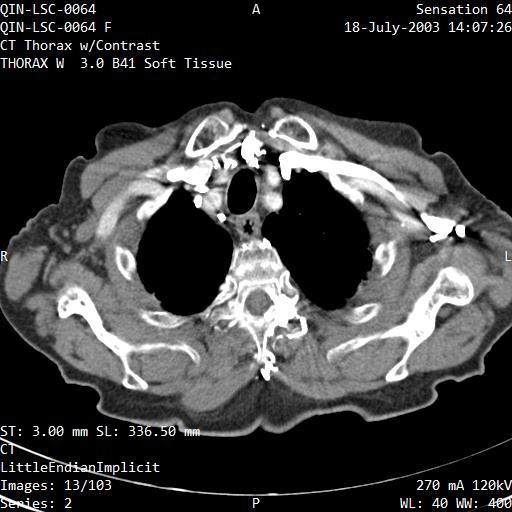 QIN-LSC-0064
A
Sensation 64
QIN-LSC-0064 F
18-July-2003 14:07:26
CT Thorax w/Contrast
THORAX W 3.0 B41 Soft Tissue
R
L
ST: 3.00 mm SL: 336.50 mm
CT
LittleEndianImplicit
Images: 13/103
270 mA 120kV
Series: 2
P
WL: 40 WW: 400